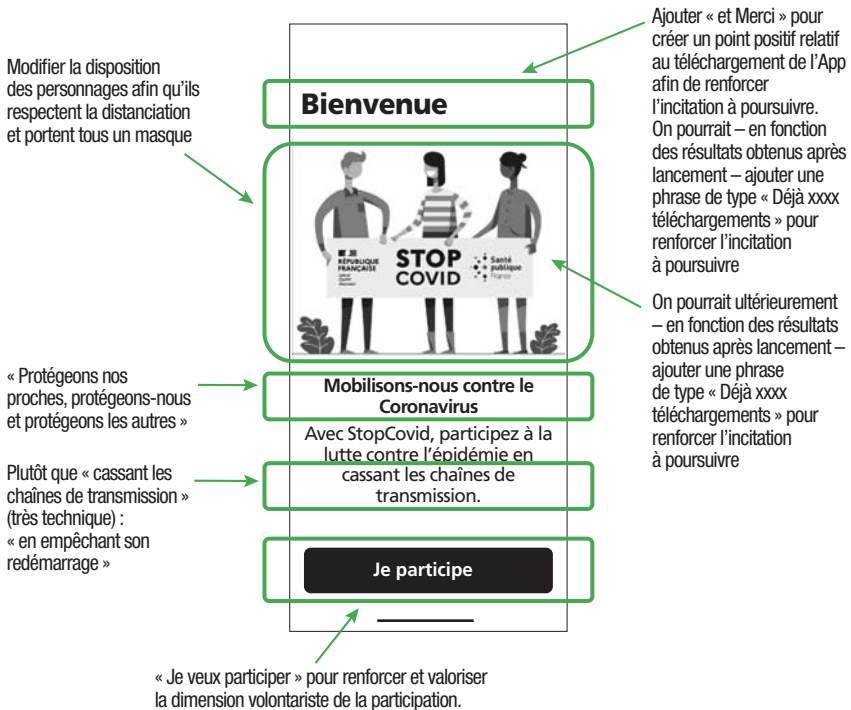 Modifier la disposition
des personnages afin qu'ils
respectent la distanciation
et portent tous un masque
« Protégeons nos
proches, protégeons-nous
et protégeons les autres »
Plutôt que « cassant les
chaînes de transmission »
(très technique) :
« en empêchant son
redémarrage »
Bienvenue
RÉPUBLIQUE
FRANÇAISE
STOP
COVID
Santé
publique
France
Mobilisons-nous contre le
Coronavirus
Avec StopCovid, participez à la
lutte contre l'épidémie en
cassant les chaînes de
transmission.
Je participe
Ajouter « et Merci » pour
créer un point positif relatif
au téléchargement de l'App
afin de renforcer
l'incitation à poursuivre.
On pourrait – en fonction
des résultats obtenus après
lancement – ajouter une
phrase de type « Déjà xxxx
téléchargements » pour
renforcer l'incitation
à poursuivre
On pourrait ultérieurement
– en fonction des résultats
obtenus après lancement –
ajouter une phrase
de type « Déjà xxxx
téléchargements » pour
renforcer l'incitation
à poursuivre
« Je veux participer » pour renforcer et valoriser
la dimension volontariste de la participation.